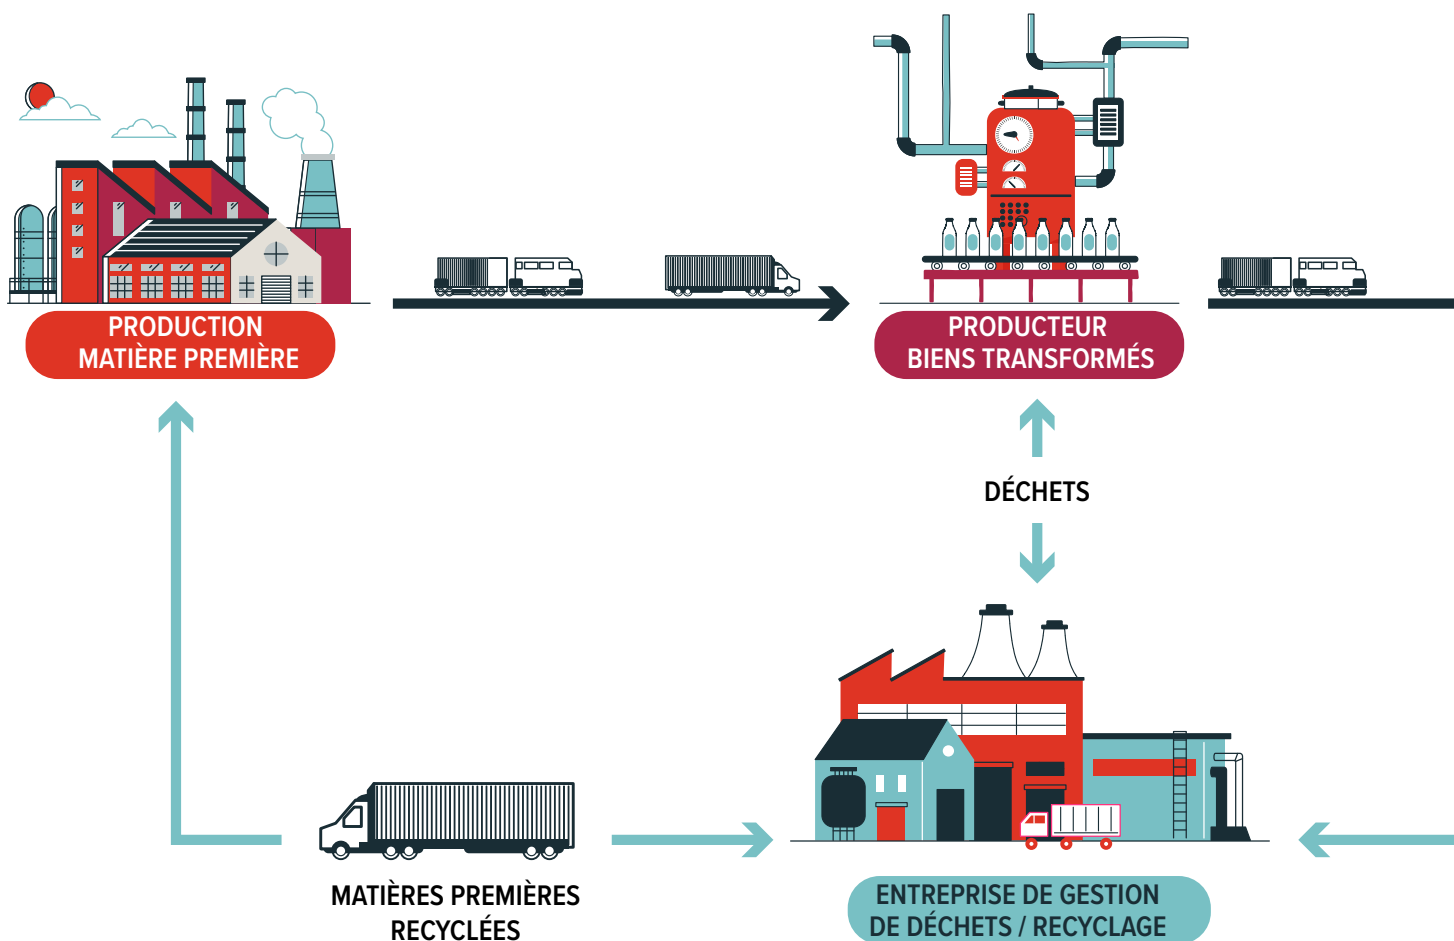 PRODUCTION
MATIÈRE PREMIÈRE
PRODUCTEUR
BIENS TRANSFORMÉS
DÉCHETS
MATIÈRES PREMIÈRES
RECYCLÉES
ENTREPRISE DE GESTION
DE DÉCHETS / RECYCLAGE